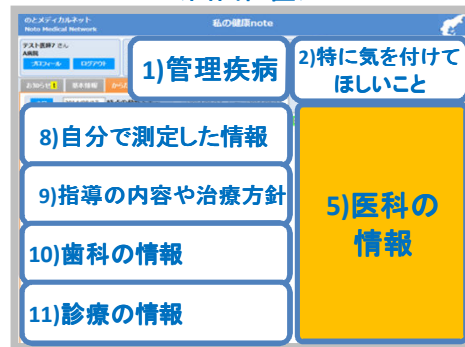 のとメディカルネット
Noto Medical Network
私の健康note
テスト医師7 さん
A病院
プロフィール
ログアウト
お知らせ
基本情報
1)管理疾病
2)特に気を付けて
ほしいこと
8)自分で測定した情報
9)指導の内容や治療方針
10)歯科の情報
11)診療の情報
5)医科の
情報